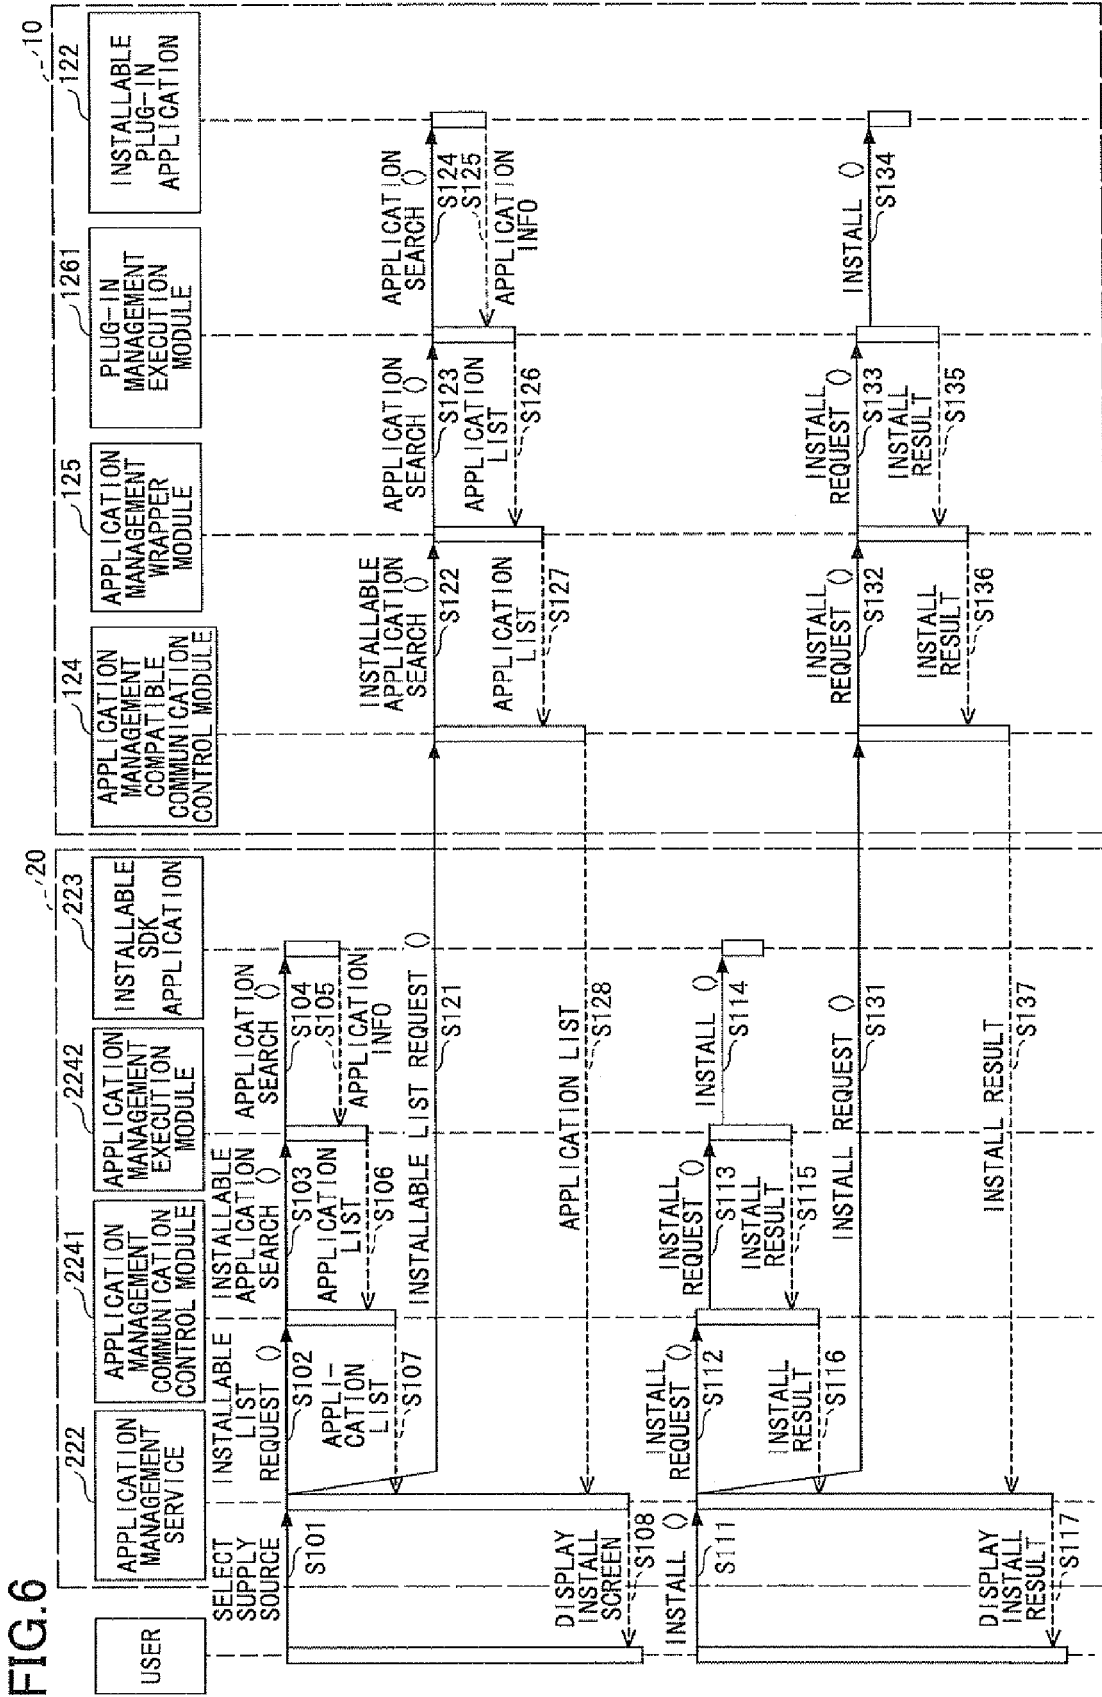 FIG.6
USER
222
APPLICATION
MANAGEMENT
SERVICE
2241
APPLICATION
MANAGEMENT
COMMUNICATION
CONTROL MODULE
2242
APPLICATION
MANAGEMENT
EXECUTION
MODULE
223
INSTALLABLE
SDK
APPLICATION
20
124
APPLICATION
MANAGEMENT
COMPATIBLE
COMMUNICATION
CONTROL MODULE
125
APPLICATION
MANAGEMENT
WRAPPER
MODULE
1261
PLUG-IN
MANAGEMENT
EXECUTION
MODULE
122
INSTALLABLE
PLUG-IN
APPLICATION
10
SELECT
SUPPLY
SOURCE
S101
INSTALLABLE
LIST
REQUEST ()
S102
INSTALLABLE
APPLICATION
SEARCH ()
S103
APPLICATION
SEARCH ()
S104
S105
APPLICATION
INFO
APPLICATION
LIST
S106
APPLI-
CATION
LIST
S107
INSTALLABLE LIST REQUEST ()
S121
INSTALLABLE
APPLICATION
SEARCH ()
S122
APPLICATION
SEARCH ()
S123
APPLICATION
SEARCH ()
S124
S125
APPLICATION
INFO
APPLICATION
LIST
S126
APPLICATION
LIST
S127
APPLICATION LIST
S128
DISPLAY
INSTALL
SCREEN
S108
INSTALL ()
S111
INSTALL
REQUEST ()
S112
INSTALL
REQUEST ()
S113
INSTALL ()
S114
INSTALL
RESULT
S115
INSTALL
RESULT
S116
INSTALL REQUEST ()
S131
INSTALL
REQUEST ()
S132
INSTALL
REQUEST ()
S133
INSTALL ()
S134
INSTALL
RESULT
S135
INSTALL
RESULT
S136
INSTALL RESULT
S137
DISPLAY
INSTALL
RESULT
S117